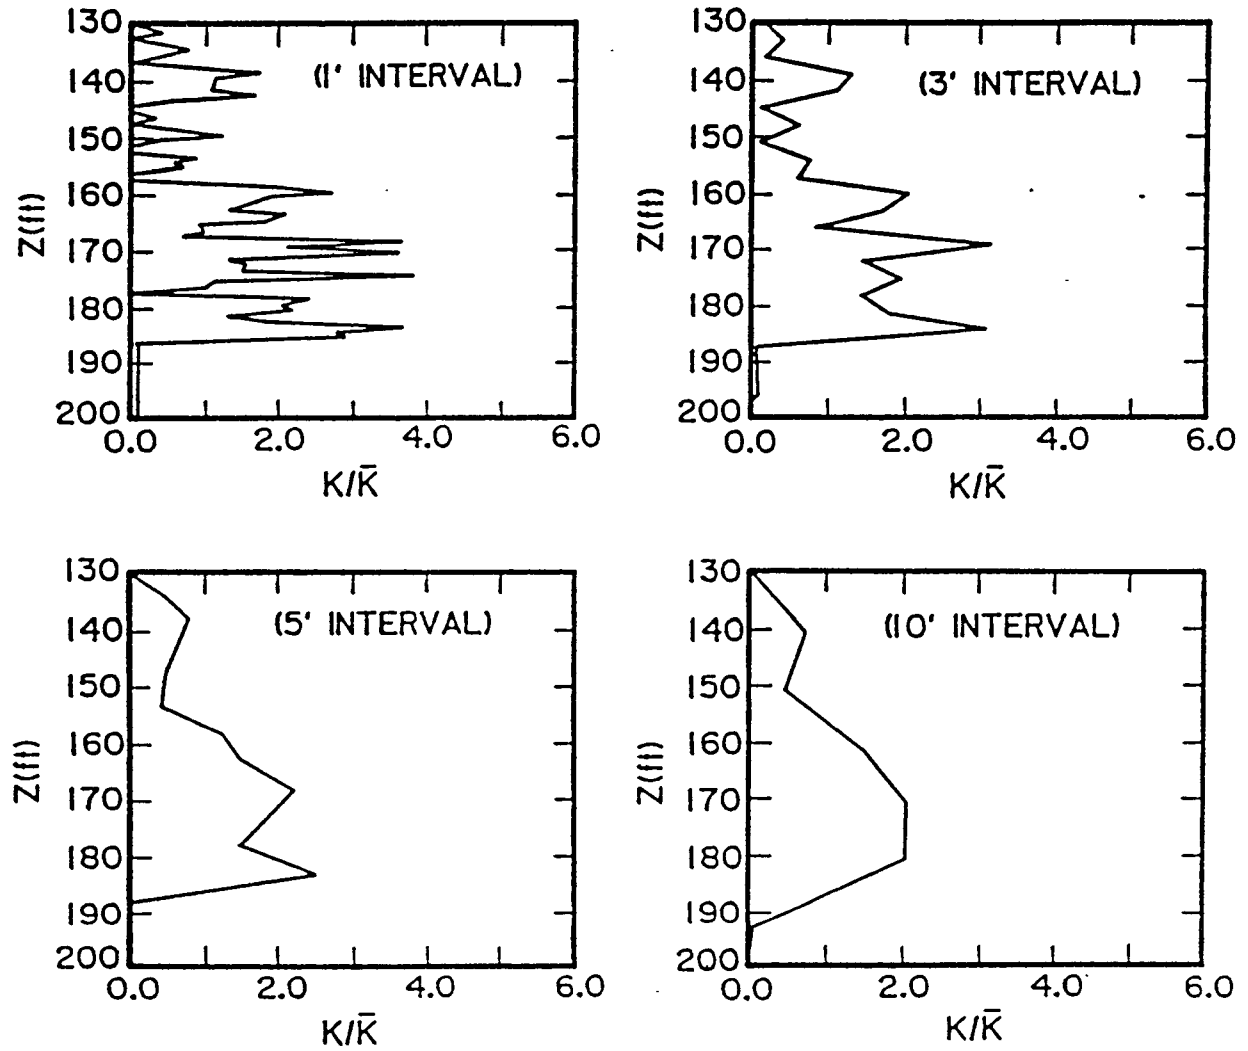 130
140
150
160
170
180
190
200
Z(ft)
(1' INTERVAL)
0.0 2.0 4.0 6.0
K/K̄
130
140
150
160
170
180
190
200
Z(ft)
(3' INTERVAL)
0.0 2.0 4.0 6.0
K/K̄
130
140
150
160
170
180
190
200
Z(ft)
(5' INTERVAL)
0.0 2.0 4.0 6.0
K/K̄
130
140
150
160
170
180
190
200
Z(ft)
(10' INTERVAL)
0.0 2.0 4.0 6.0
K/K̄